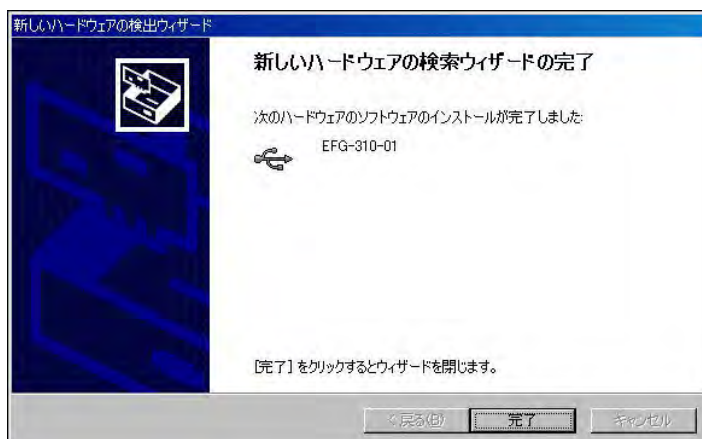 新しいハードウェアの検出ウィザード
新しいハードウェアの検索ウィザードの完了
次のハードウェアのソフトウェアのインストールが完了しました:
EFG-310-01
[完了] をクリックするとウィザードを閉じます。
< 戻る(B) 完了 キャンセル